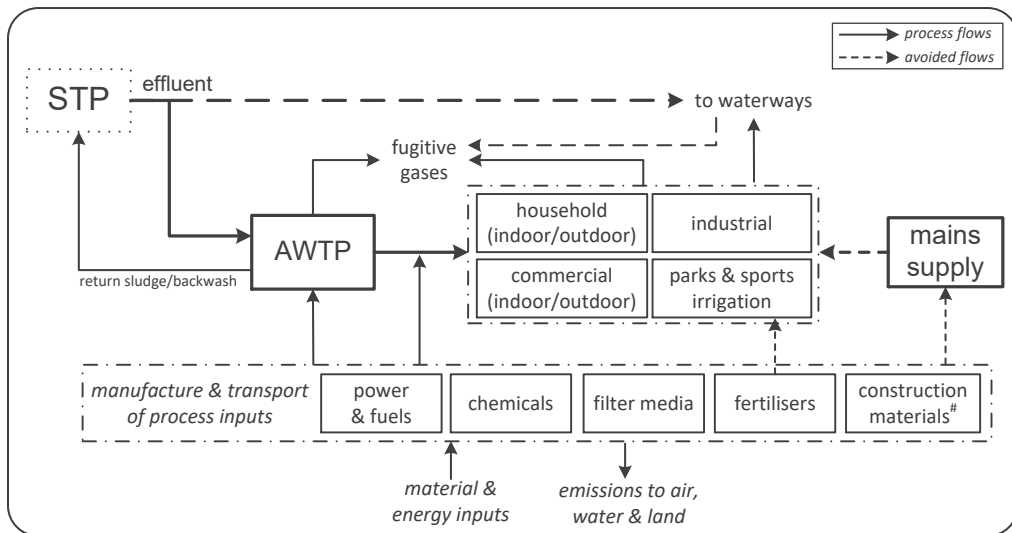 process flows
avoided flows
STP
effluent
to waterways
fugitive
gases
household
(indoor/outdoor)
industrial
AWTP
mains
supply
commercial
(indoor/outdoor)
parks & sports
irrigation
return sludge/backwash
manufacture & transport
of process inputs
power
& fuels
chemicals
filter media
fertilisers
construction
materials#
material &
energy inputs
emissions to air,
water & land